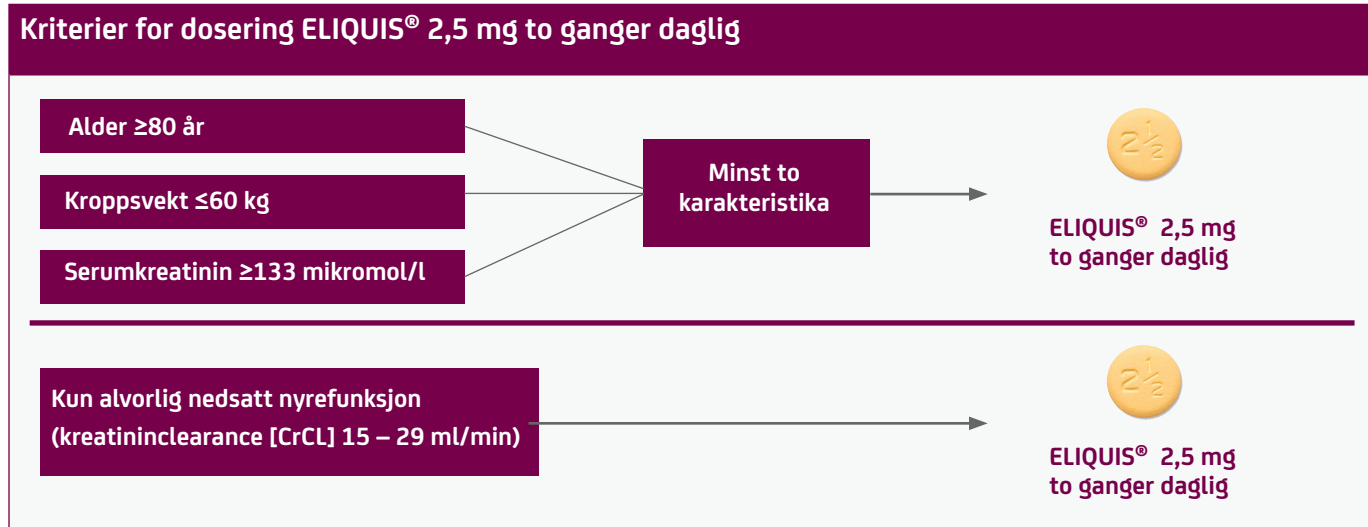 Kriterier for dosering ELIQUIS® 2,5 mg to ganger daglig
Alder ≥80 år
Kroppsvekt ≤60 kg
Serumkreatinin ≥133 mikromol/l
Minst to
karakteristika
2½
ELIQUIS® 2,5 mg
to ganger daglig
Kun alvorlig nedsatt nyrefunksjon
(kreatininclearance [CrCL] 15 – 29 ml/min)
2½
ELIQUIS® 2,5 mg
to ganger daglig